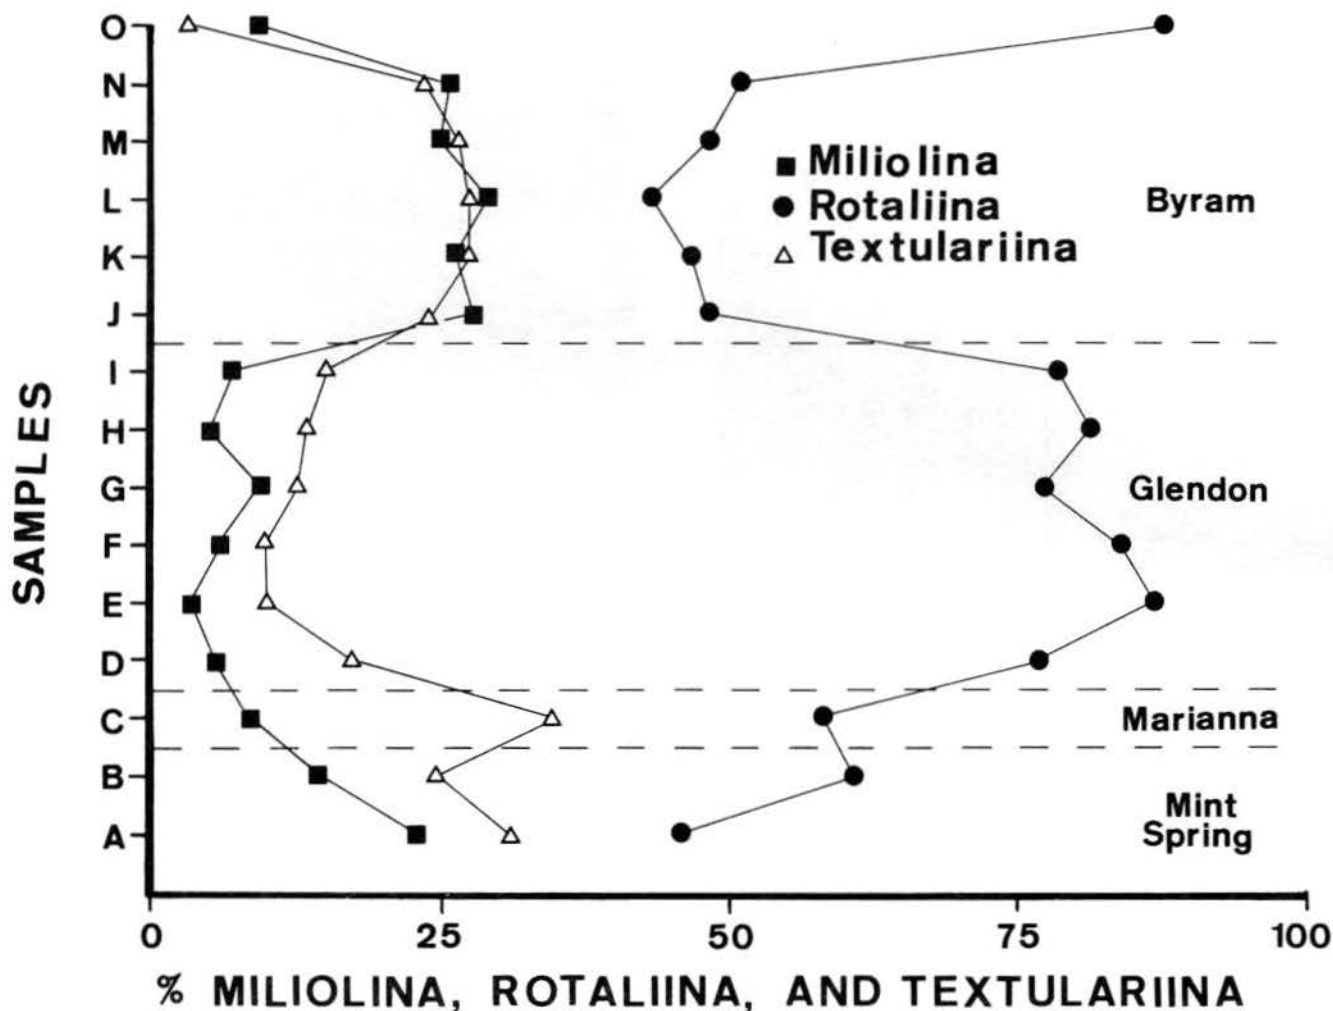 O
N
M
■ Miliolina
L
● Rotaliina
Byram
K
△ Textulariina
J
I
H
G
Glendon
F
E
D
C
Marianna
B
Mint
Spring
A
SAMPLES
0 25 50 75 100
% MILIOLINA, ROTALIINA, AND TEXTULARIINA